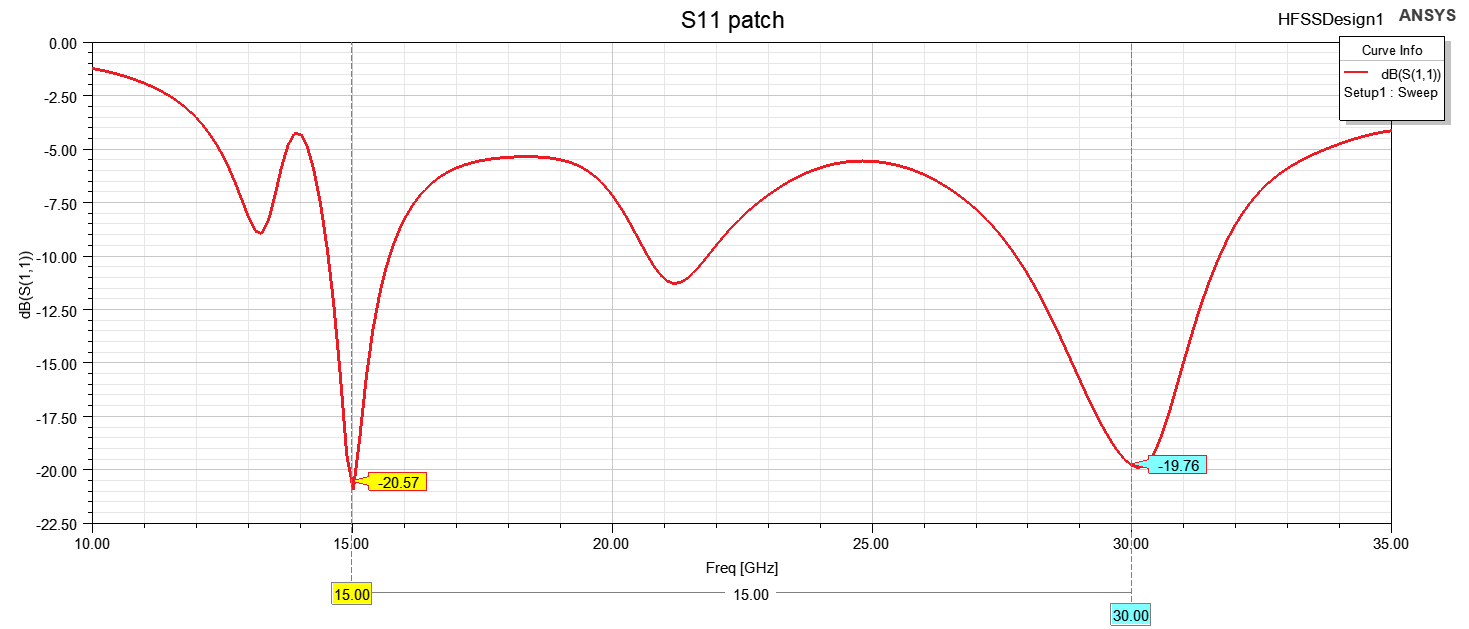 S11 patch
HFSSDesign1
ANSYS
Curve Info
dB(S(1,1))
Setup1 : Sweep
0.00
-2.50
-5.00
-7.50
-10.00
-12.50
-15.00
-17.50
-20.00
-22.50
dB(S(1,1))
-20.57
-19.76
10.00
15.00
20.00
25.00
30.00
35.00
Freq [GHz]
15.00
15.00
30.00